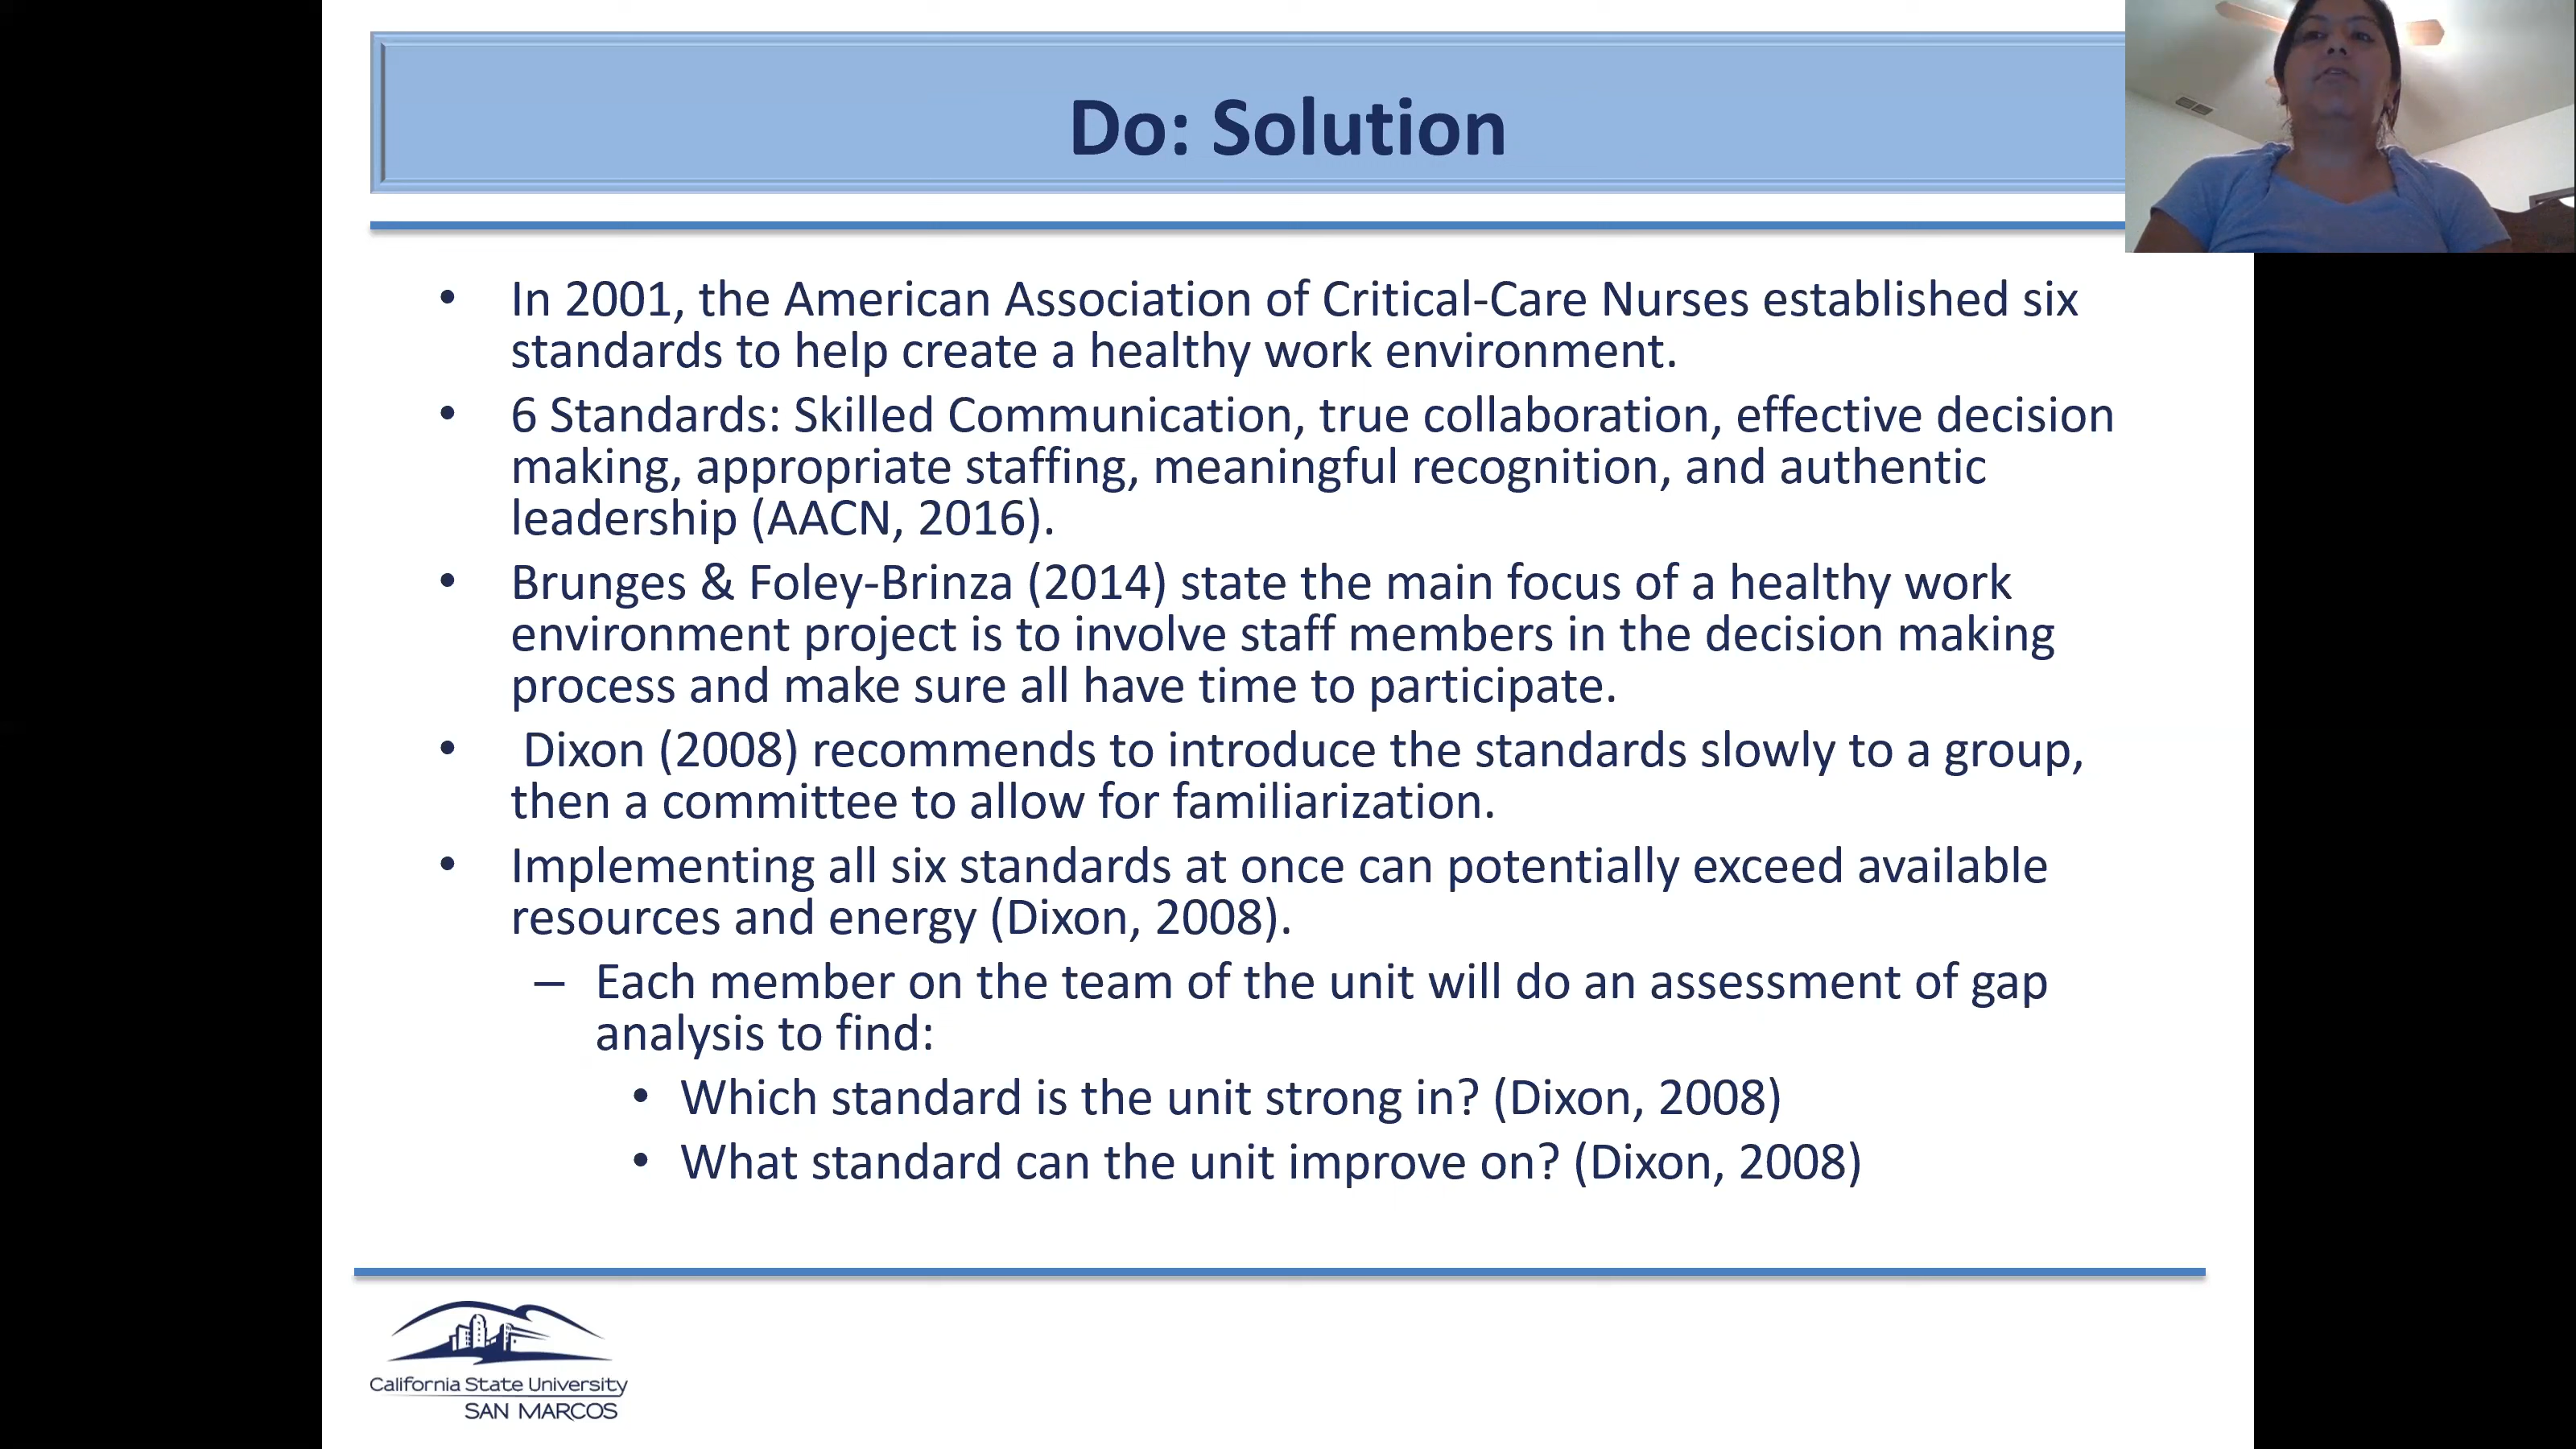 Do: Solution
• In 2001, the American Association of Critical-Care Nurses established six
standards to help create a healthy work environment.
• 6 Standards: Skilled Communication, true collaboration, effective decision
making, appropriate staffing, meaningful recognition, and authentic
leadership (AACN, 2016).
• Brunges & Foley-Brinza (2014) state the main focus of a healthy work
environment project is to involve staff members in the decision making
process and make sure all have time to participate.
• Dixon (2008) recommends to introduce the standards slowly to a group,
then a committee to allow for familiarization.
• Implementing all six standards at once can potentially exceed available
resources and energy (Dixon, 2008).
– Each member on the team of the unit will do an assessment of gap
analysis to find:
• Which standard is the unit strong in? (Dixon, 2008)
• What standard can the unit improve on? (Dixon, 2008)
California State University
SAN MARCOS